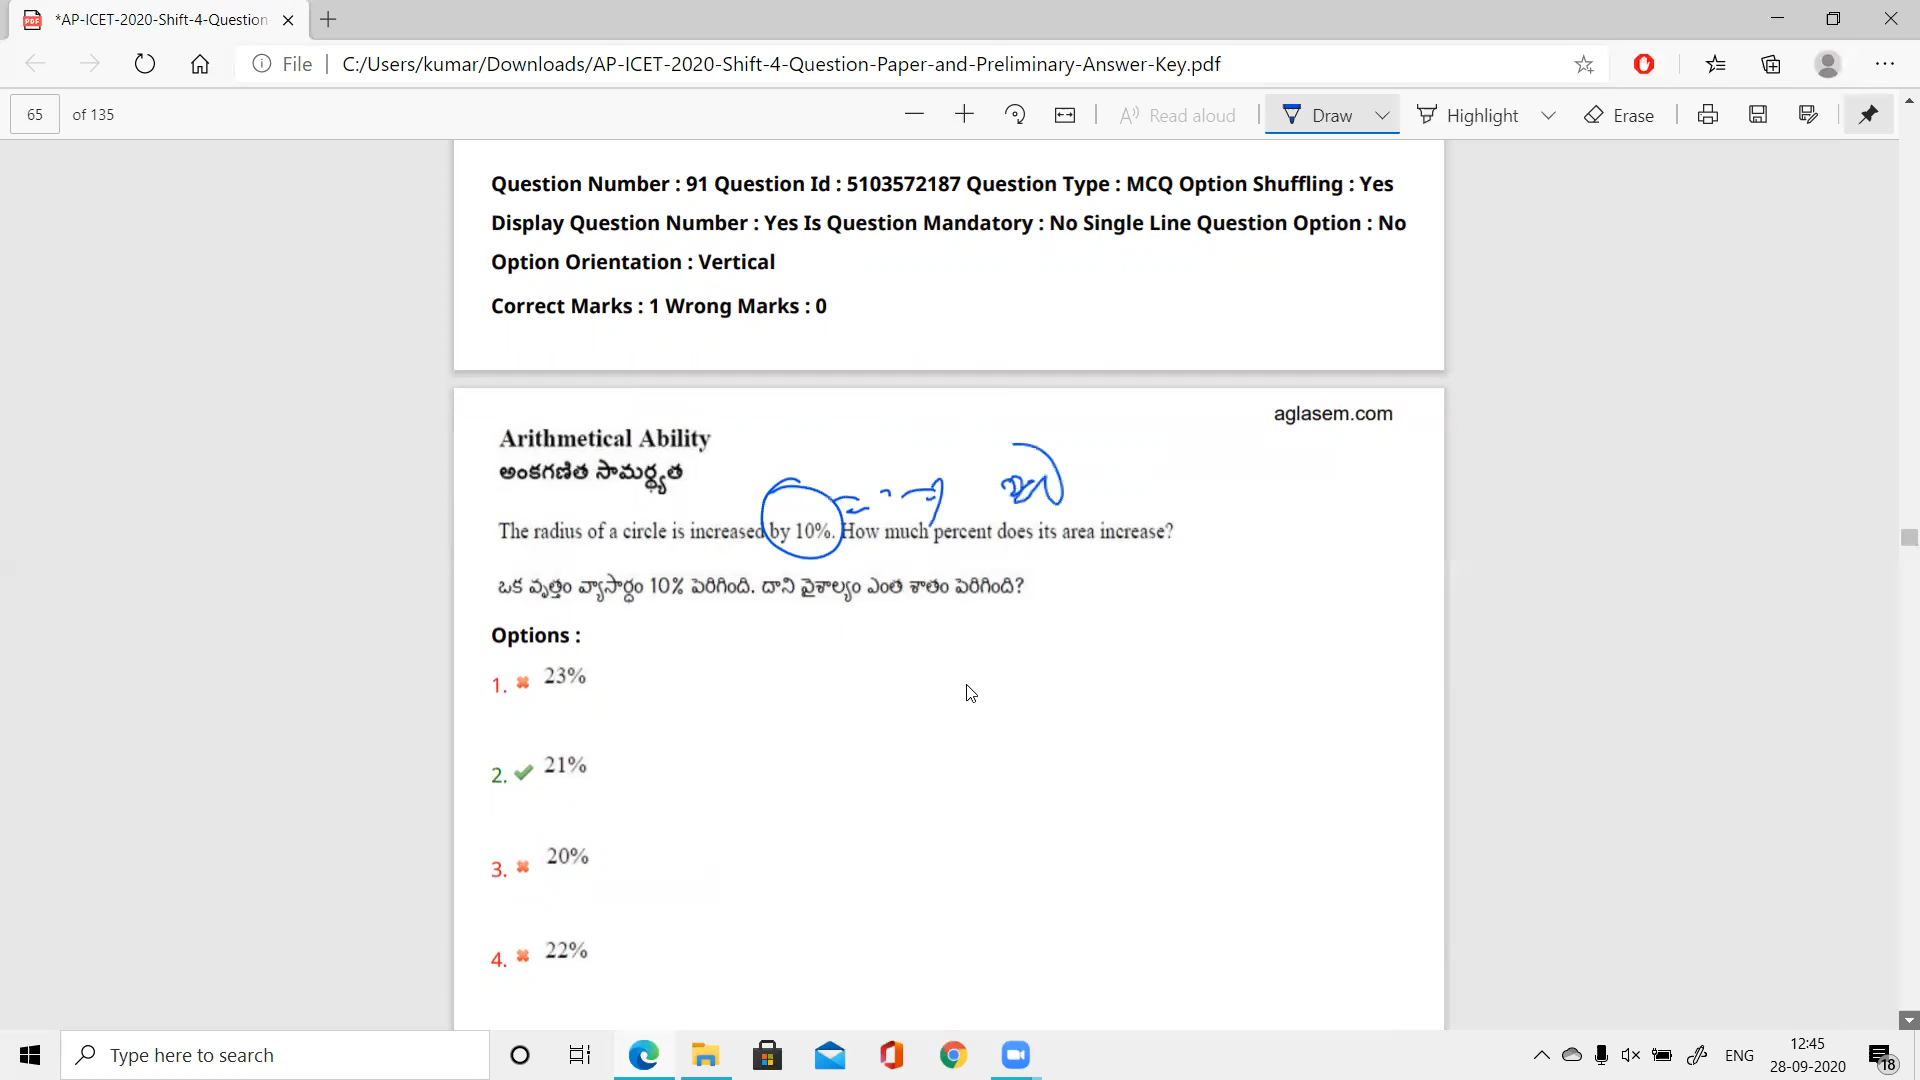 *AP-ICET-2020-Shift-4-Question
File C:/Users/kumar/Downloads/AP-ICET-2020-Shift-4-Question-Paper-and-Preliminary-Answer-Key.pdf
65 of 135 Read aloud Draw Highlight Erase
Question Number : 91 Question Id : 5103572187 Question Type : MCQ Option Shuffling : Yes
Display Question Number : Yes Is Question Mandatory : No Single Line Question Option : No
Option Orientation : Vertical
Correct Marks : 1 Wrong Marks : 0
aglasem.com
Arithmetical Ability
అంకగణిత సామర్థ్యత
The radius of a circle is increased by 10%. How much percent does its area increase?
ఒక వృత్తం వ్యాసార్ధం 10% పెరిగింది. దాని వైశాల్యం ఎంత శాతం పెరిగింది?
Options :
1. 23%
2. 21%
3. 20%
4. 22%
Type here to search
ENG
12:45
28-09-2020
18